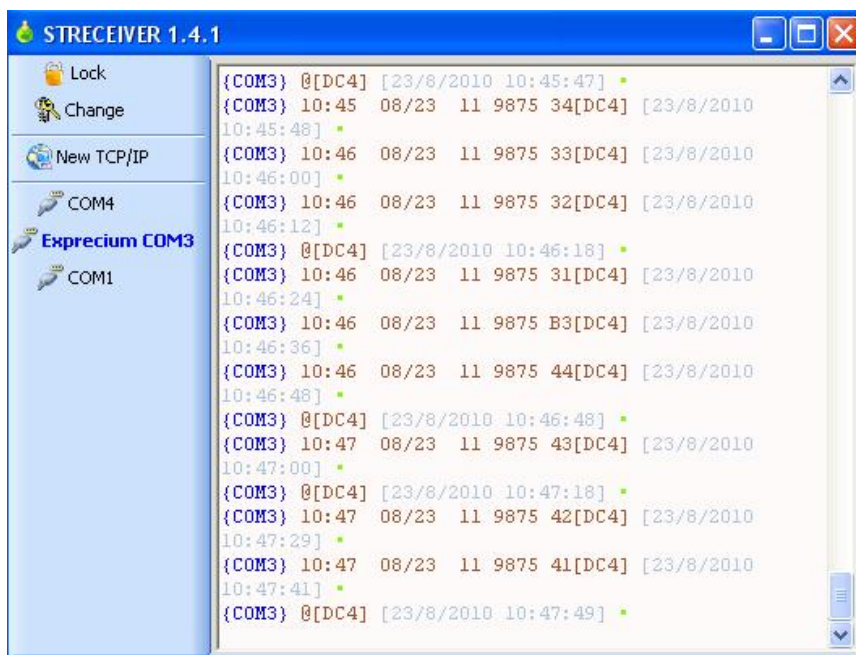 STRECEIVER 1.4.1
Lock
Change
New TCP/IP
COM4
Exprecium COM3
COM1
{COM3} @[DC4] [23/8/2010 10:45:47]
{COM3} 10:45  08/23  11 9875 34[DC4] [23/8/2010
10:45:48]
{COM3} 10:46  08/23  11 9875 33[DC4] [23/8/2010
10:46:00]
{COM3} 10:46  08/23  11 9875 32[DC4] [23/8/2010
10:46:12]
{COM3} @[DC4] [23/8/2010 10:46:18]
{COM3} 10:46  08/23  11 9875 31[DC4] [23/8/2010
10:46:24]
{COM3} 10:46  08/23  11 9875 B3[DC4] [23/8/2010
10:46:36]
{COM3} 10:46  08/23  11 9875 44[DC4] [23/8/2010
10:46:48]
{COM3} @[DC4] [23/8/2010 10:46:48]
{COM3} 10:47  08/23  11 9875 43[DC4] [23/8/2010
10:47:00]
{COM3} @[DC4] [23/8/2010 10:47:18]
{COM3} 10:47  08/23  11 9875 42[DC4] [23/8/2010
10:47:29]
{COM3} 10:47  08/23  11 9875 41[DC4] [23/8/2010
10:47:41]
{COM3} @[DC4] [23/8/2010 10:47:49]